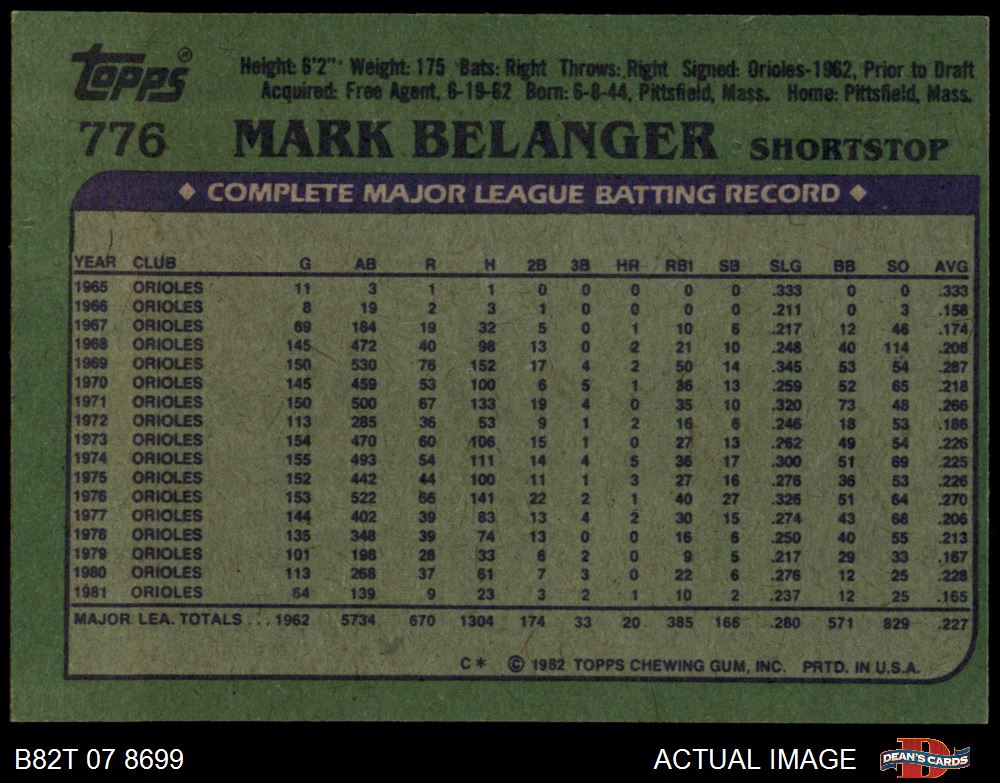 Topps®
Height: 6'2" Weight: 175 Bats: Right Throws: Right Signed: Orioles-1962, Prior to Draft
Acquired: Free Agent, 6-19-62 Born: 6-8-44, Pittsfield, Mass. Home: Pittsfield, Mass.
776 MARK BELANGER SHORTSTOP
◆ COMPLETE MAJOR LEAGUE BATTING RECORD ◆
YEAR CLUB G AB R H 2B 3B HR RBI SB SLG BB SO AVG
1965 ORIOLES 11 3 1 1 0 0 0 0 0 .333 0 0 .333
1966 ORIOLES 8 19 2 3 1 0 0 0 0 .211 0 3 .158
1967 ORIOLES 69 184 19 32 5 0 1 10 6 .217 12 46 .174
1968 ORIOLES 145 472 40 98 13 0 2 21 10 .248 40 114 .208
1969 ORIOLES 150 530 76 152 17 4 2 50 14 .345 53 54 .287
1970 ORIOLES 145 459 53 100 6 5 1 36 13 .259 52 65 .218
1971 ORIOLES 150 500 67 133 19 4 0 35 10 .320 73 48 .266
1972 ORIOLES 113 285 36 53 9 1 2 16 6 .246 18 53 .186
1973 ORIOLES 154 470 60 106 15 1 0 27 13 .262 49 54 .226
1974 ORIOLES 155 493 54 111 14 4 5 36 17 .300 51 69 .225
1975 ORIOLES 152 442 44 100 11 1 3 27 16 .276 36 53 .226
1976 ORIOLES 153 522 66 141 22 2 1 40 27 .326 51 64 .270
1977 ORIOLES 144 402 39 83 13 4 2 30 15 .274 43 68 .206
1978 ORIOLES 135 348 39 74 13 0 0 16 6 .250 40 55 .213
1979 ORIOLES 101 198 28 33 6 2 0 9 5 .217 29 33 .167
1980 ORIOLES 113 268 37 61 7 3 0 22 6 .276 12 25 .228
1981 ORIOLES 64 139 9 23 3 2 1 10 2 .237 12 25 .165
MAJOR LEA. TOTALS ... 1962 5734 670 1304 174 33 20 385 166 .280 571 829 .227
C* © 1982 TOPPS CHEWING GUM, INC. PRTD. IN U.S.A.
B82T 07 8699 ACTUAL IMAGE DEAN'S CARDS